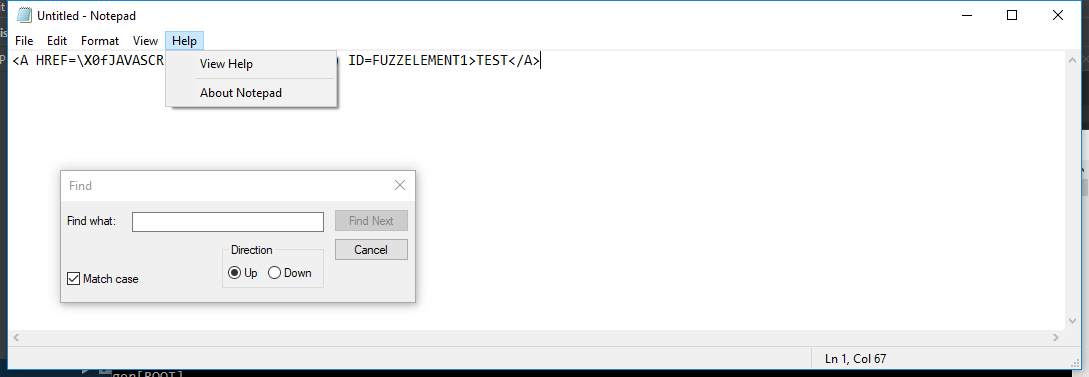 Untitled - Notepad
File Edit Format View Help
<A HREF=\X0fJAVASCR ID=FUZZELEMENT1>TEST</A>
View Help
About Notepad
Find
Find what:
Find Next
Direction
Cancel
Up Down
Match case
Ln 1, Col 67